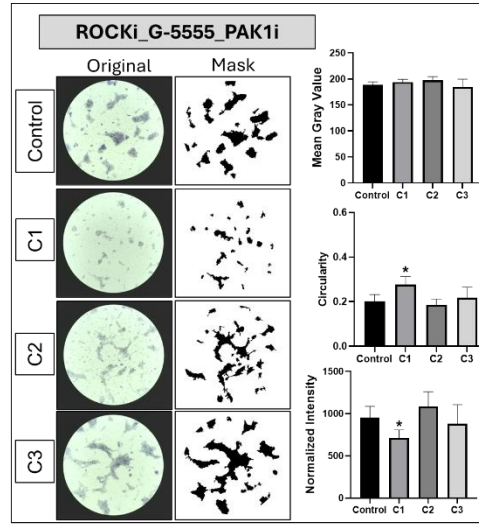 ROCKi_G-5555_PAK1i
Original Mask
Control
C1
C2
C3
Mean Gray Value
250
200
150
100
50
0
Control C1 C2 C3
Circularity
0.6
0.4
0.2
0.0
*
Control C1 C2 C3
Normalized Intensity
1500
1000
500
0
*
Control C1 C2 C3